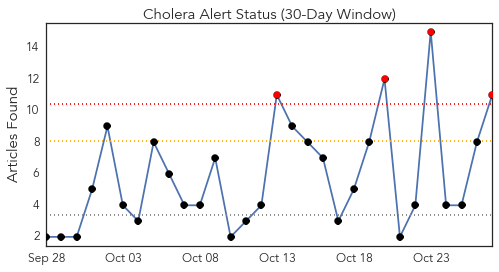 Cholera Alert Status (30-Day Window)
Articles Found
14
12
10
8
6
4
2
Sep 28 Oct 03 Oct 08 Oct 13 Oct 18 Oct 23